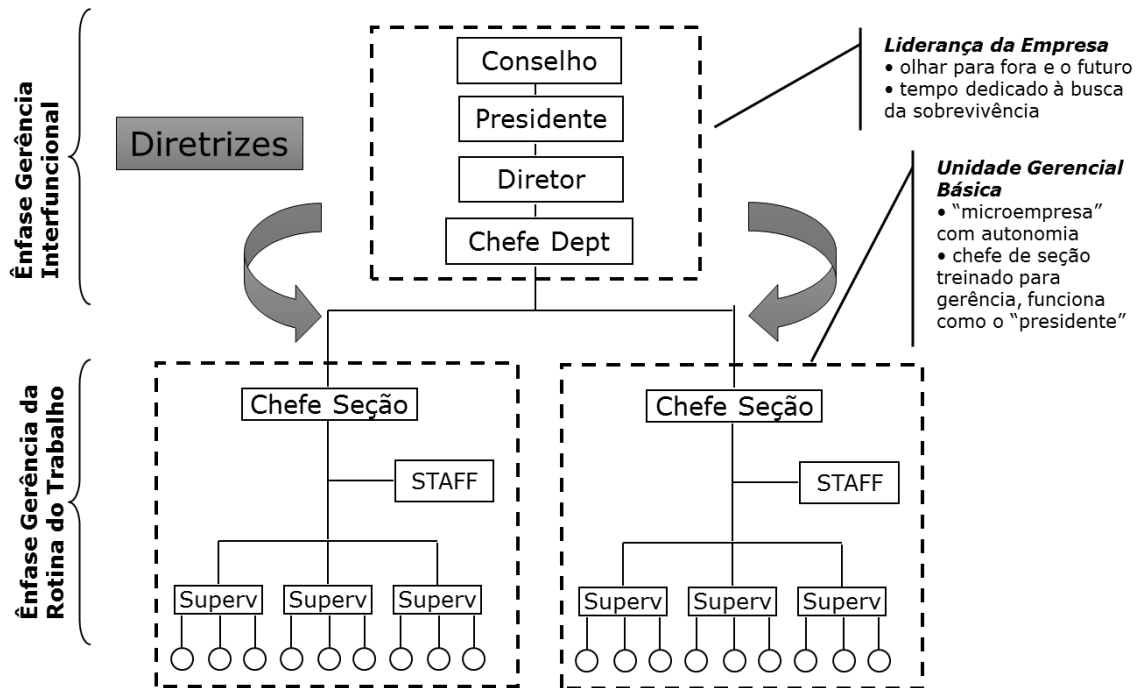 Ênfase Gerência
Interfuncional
Diretrizes
Conselho
Presidente
Diretor
Chefe Dept
Liderança da Empresa
• olhar para fora e o futuro
• tempo dedicado à busca
da sobrevivência
Unidade Gerencial
Básica
• “microempresa”
com autonomia
• chefe de seção
treinado para
gerência, funciona
como o “presidente”
Ênfase Gerência da
Rotina do Trabalho
Chefe Seção
STAFF
Superv
Superv
Superv
Chefe Seção
STAFF
Superv
Superv
Superv